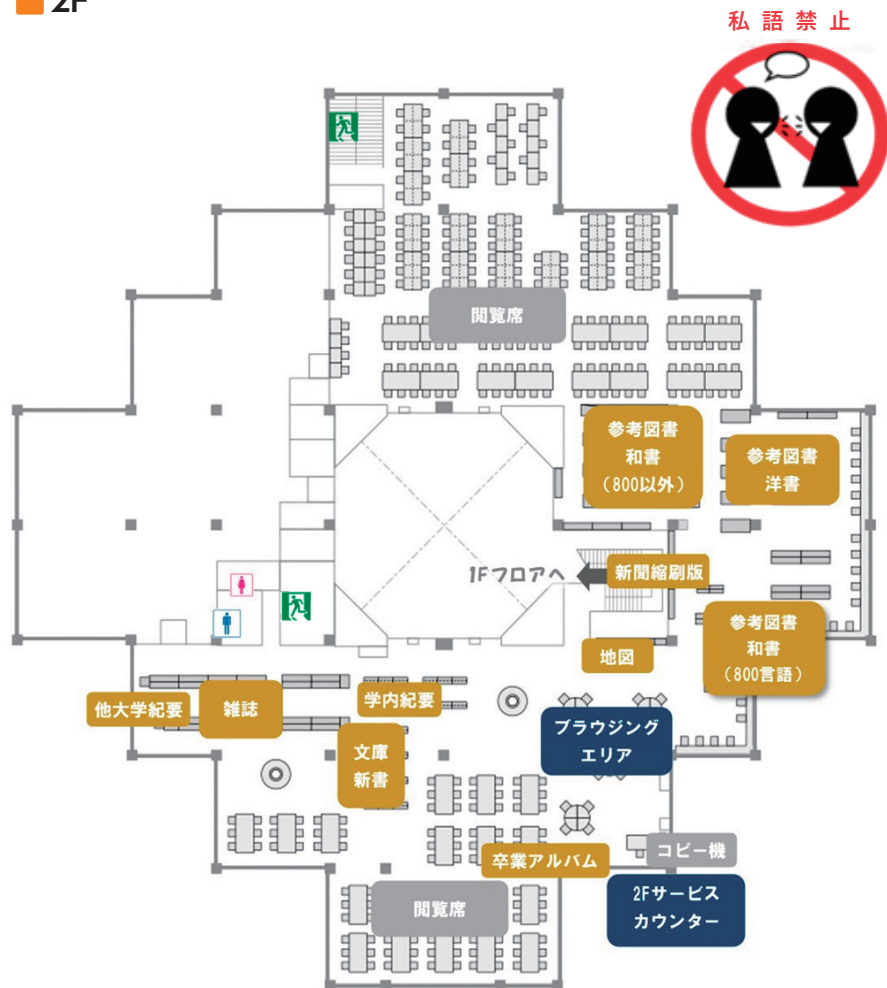 2F
私語禁止
閲覧席
参考図書
和書
（800以外）
参考図書
洋書
1Fフロアへ
新聞縮刷版
参考図書
和書
（800言語）
地図
他大学紀要
雑誌
学内紀要
文庫
新書
ブラウジング
エリア
卒業アルバム
コピー機
閲覧席
2Fサービス
カウンター